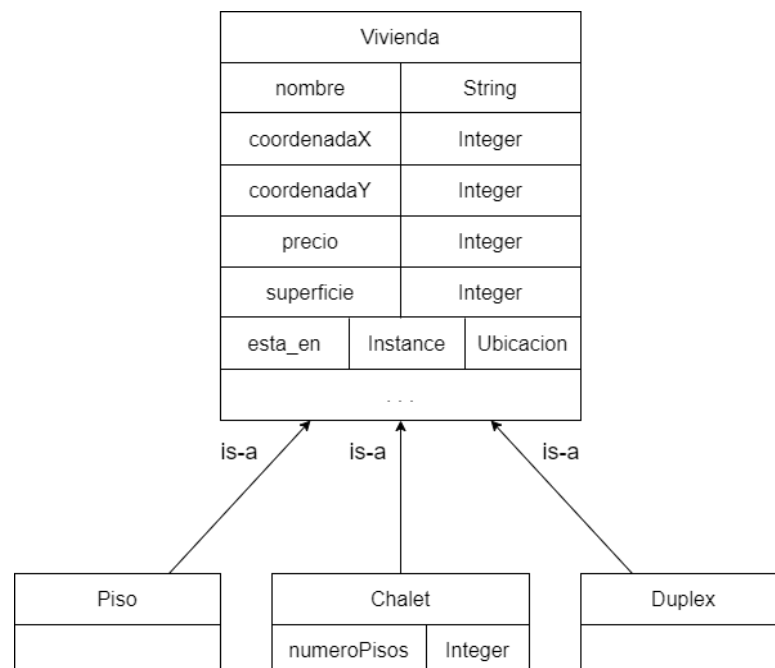 Vivienda
nombre String
coordenadaX Integer
coordenadaY Integer
precio Integer
superficie Integer
esta_en Instance Ubicacion
. . .
is-a is-a is-a
Piso Chalet Duplex
numeroPisos Integer